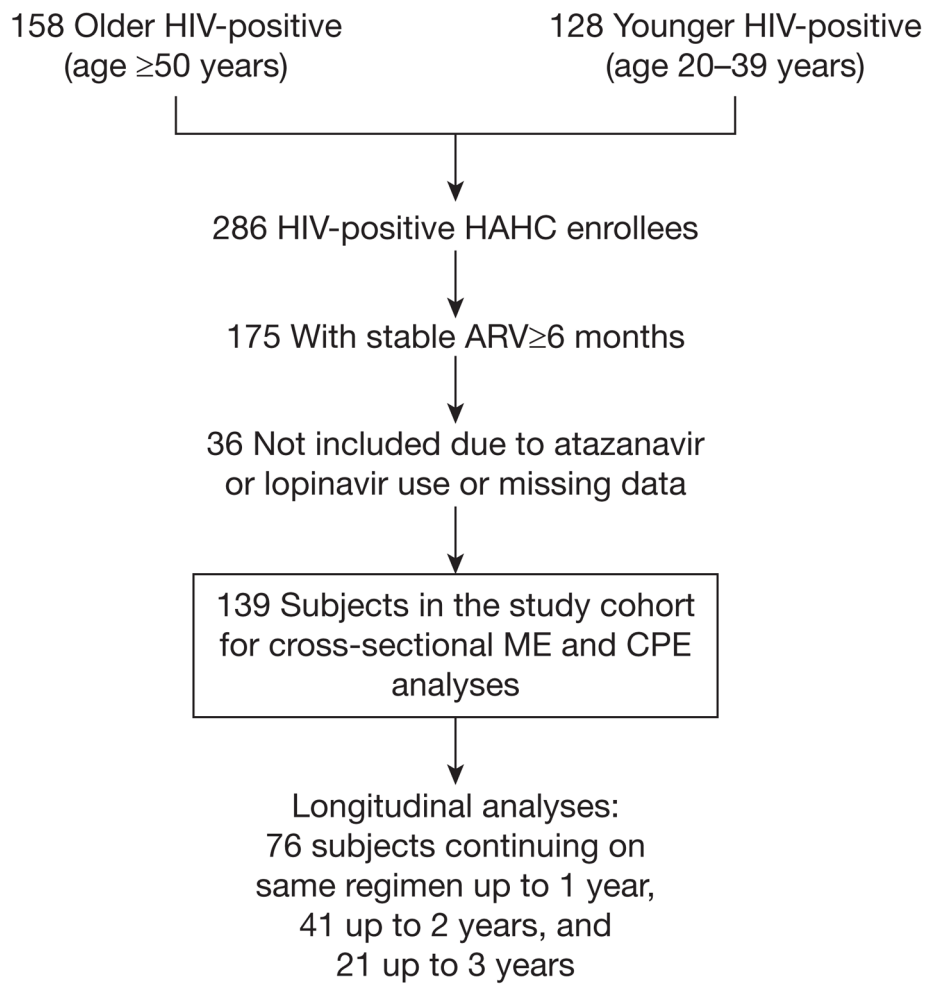 158 Older HIV-positive
(age ≥50 years)
128 Younger HIV-positive
(age 20–39 years)
286 HIV-positive HAHC enrollees
175 With stable ARV≥6 months
36 Not included due to atazanavir
or lopinavir use or missing data
139 Subjects in the study cohort
for cross-sectional ME and CPE
analyses
Longitudinal analyses:
76 subjects continuing on
same regimen up to 1 year,
41 up to 2 years, and
21 up to 3 years